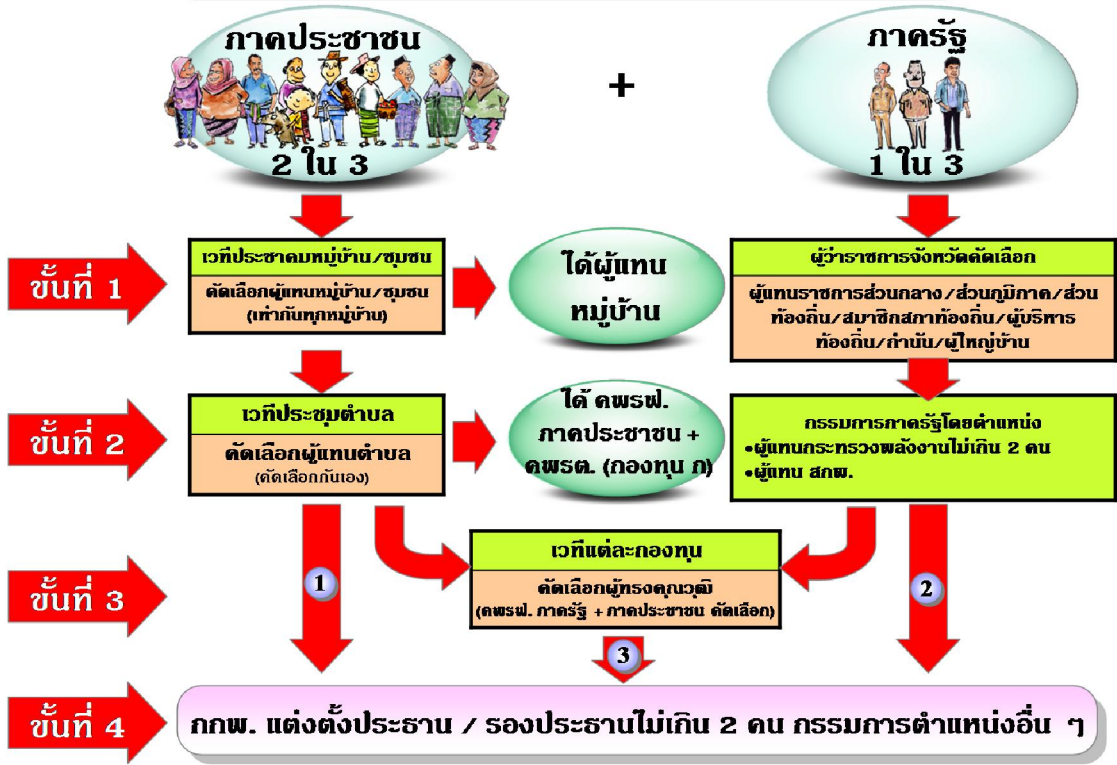 ภาคประชาชน
2 ใน 3
+
ภาครัฐ
1 ใน 3
ขั้นที่ 1
เวทีประชาคมหมู่บ้าน/ชุมชน
คัดเลือกผู้แทนหมู่บ้าน/ชุมชน
(เท่ากันทุกหมู่บ้าน)
ได้ผู้แทน
หมู่บ้าน
ผู้ว่าราชการจังหวัดคัดเลือก
ผู้แทนราชการส่วนกลาง/ส่วนภูมิภาค/ส่วน
ท้องถิ่น/สมาชิกสภาท้องถิ่น/ผู้บริหาร
ท้องถิ่น/กำนัน/ผู้ใหญ่บ้าน
ขั้นที่ 2
เวทีประชุมตำบล
คัดเลือกผู้แทนตำบล
(คัดเลือกกันเอง)
ได้ คพรฟ.
ภาคประชาชน +
คพรต. (กองทุน ก)
กรรมการภาครัฐโดยตำแหน่ง
•ผู้แทนกระทรวงพลังงานไม่เกิน 2 คน
•ผู้แทน สกพ.
ขั้นที่ 3
1
เวทีแต่ละกองทุน
คัดเลือกผู้ทรงคุณวุฒิ
(คพรฟ. ภาครัฐ + ภาคประชาชน คัดเลือก)
2
3
ขั้นที่ 4
กกพ. แต่งตั้งประธาน / รองประธานไม่เกิน 2 คน กรรมการตำแหน่งอื่น ๆ